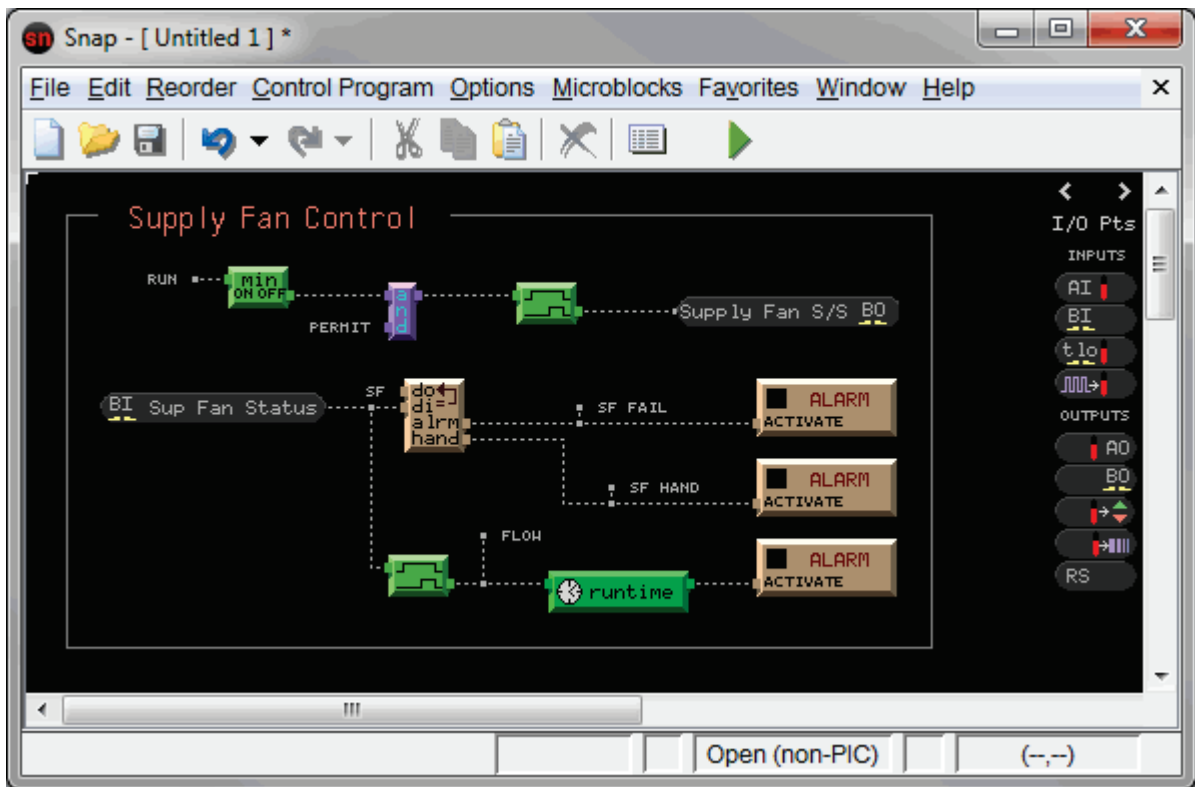 sn Snap - [ Untitled 1 ] *
File Edit Reorder Control Program Options Microblocks Favorites Window Help
Supply Fan Control
RUN
min
ON OFF
and
PERMIT
Supply Fan S/S BO
BI Sup Fan Status
SF
do
di=
alrm
hand
SF FAIL
ALARM
ACTIVATE
SF HAND
ALARM
ACTIVATE
FLOW
runtime
ALARM
ACTIVATE
< >
I/O Pts
INPUTS
AI
BI
tlo
OUTPUTS
AO
BO
RS
Open (non-PIC)
(--,--)